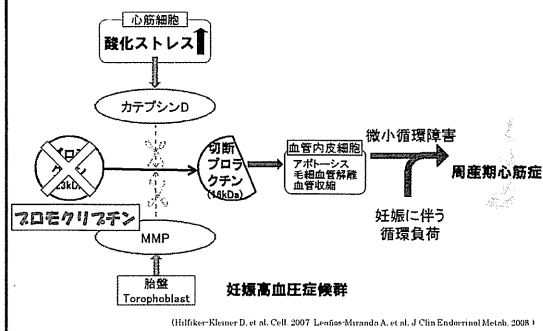 心筋細胞
酸化ストレス
カテプシンD
切断
プロラ
クチン
(16kDa)
血管内皮細胞
アポトーシス
毛細血管解離
血管収縮
微小循環障害
周産期心筋症
妊娠に伴う
循環負荷
ブロモクリプチン
MMP
胎盤
Torophoblast
妊娠高血圧症候群
(Hilfiker-Kleiner D, et al. Cell. 2007 Leaños-Miranda A, et al. J Clin Endocrinol Metab. 2008 )